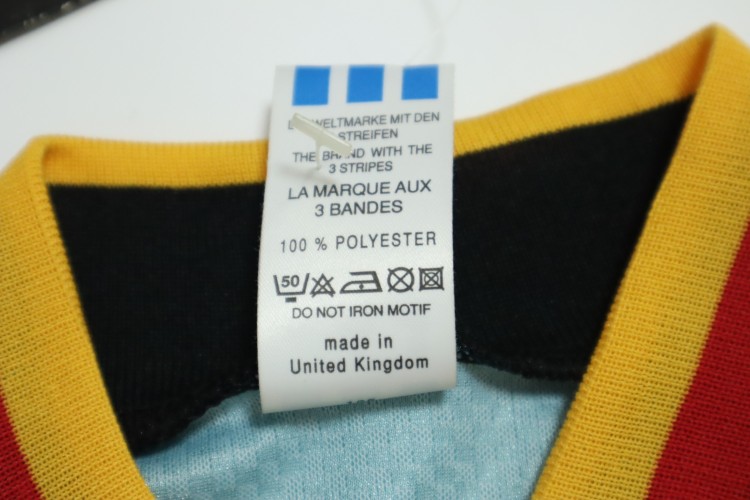 WELTMARKE MIT DEN
STREIFEN
THE BRAND WITH THE
3 STRIPES
LA MARQUE AUX
3 BANDES
100 % POLYESTER
50
DO NOT IRON MOTIF
made in
United Kingdom